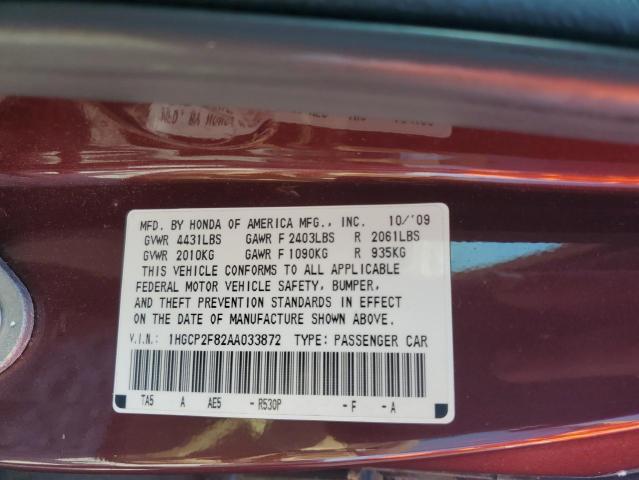 MFD. BY HONDA OF AMERICA MFG., INC. 10/'09
GVWR 4431LBS GAWR F 2403LBS R 2061LBS
GVWR 2010KG GAWR F 1090KG R 935KG
THIS VEHICLE CONFORMS TO ALL APPLICABLE
FEDERAL MOTOR VEHICLE SAFETY, BUMPER,
AND THEFT PREVENTION STANDARDS IN EFFECT
ON THE DATE OF MANUFACTURE SHOWN ABOVE.
V.I.N.: 1HGCP2F82AA033872 TYPE: PASSENGER CAR
TA5 A AE5 - R530P - F - A